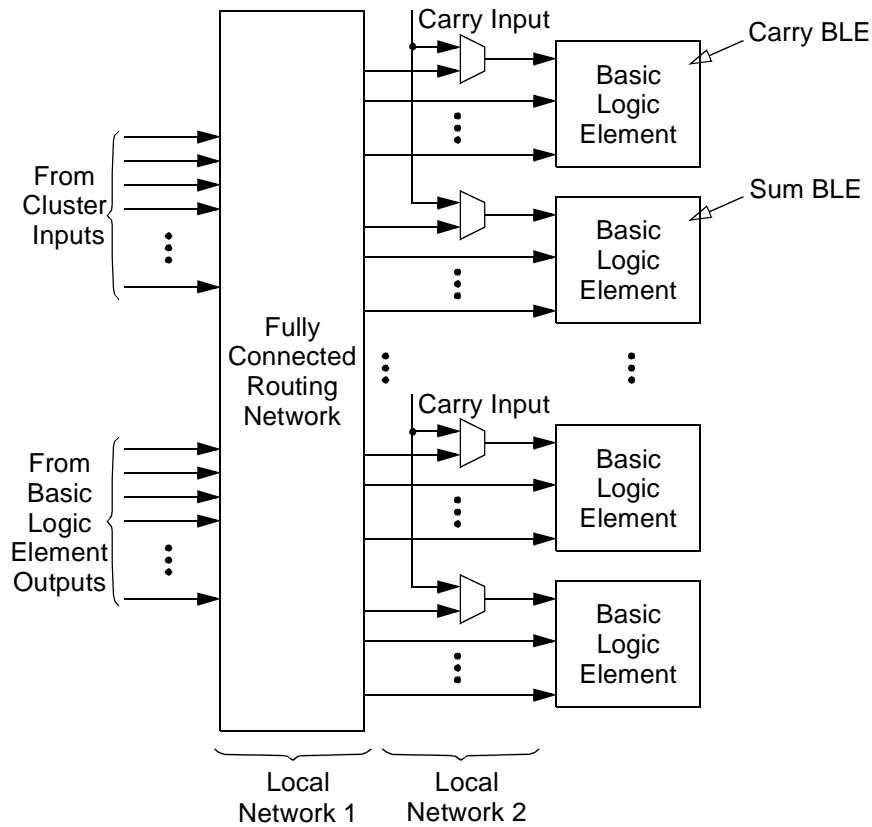 Carry Input
Carry BLE
Basic
Logic
Element
From
Cluster
Inputs
Sum BLE
Basic
Logic
Element
Fully
Connected
Routing
Network
Carry Input
From
Basic
Logic
Element
Outputs
Basic
Logic
Element
Basic
Logic
Element
Local
Network 1
Local
Network 2